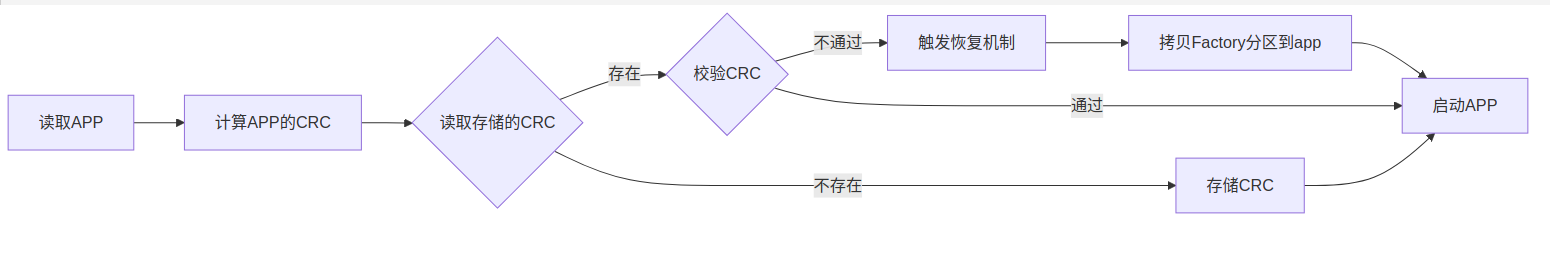 读取APP
计算APP的CRC
读取存储的CRC
存在
校验CRC
不通过
触发恢复机制
拷贝Factory分区到app
通过
启动APP
不存在
存储CRC